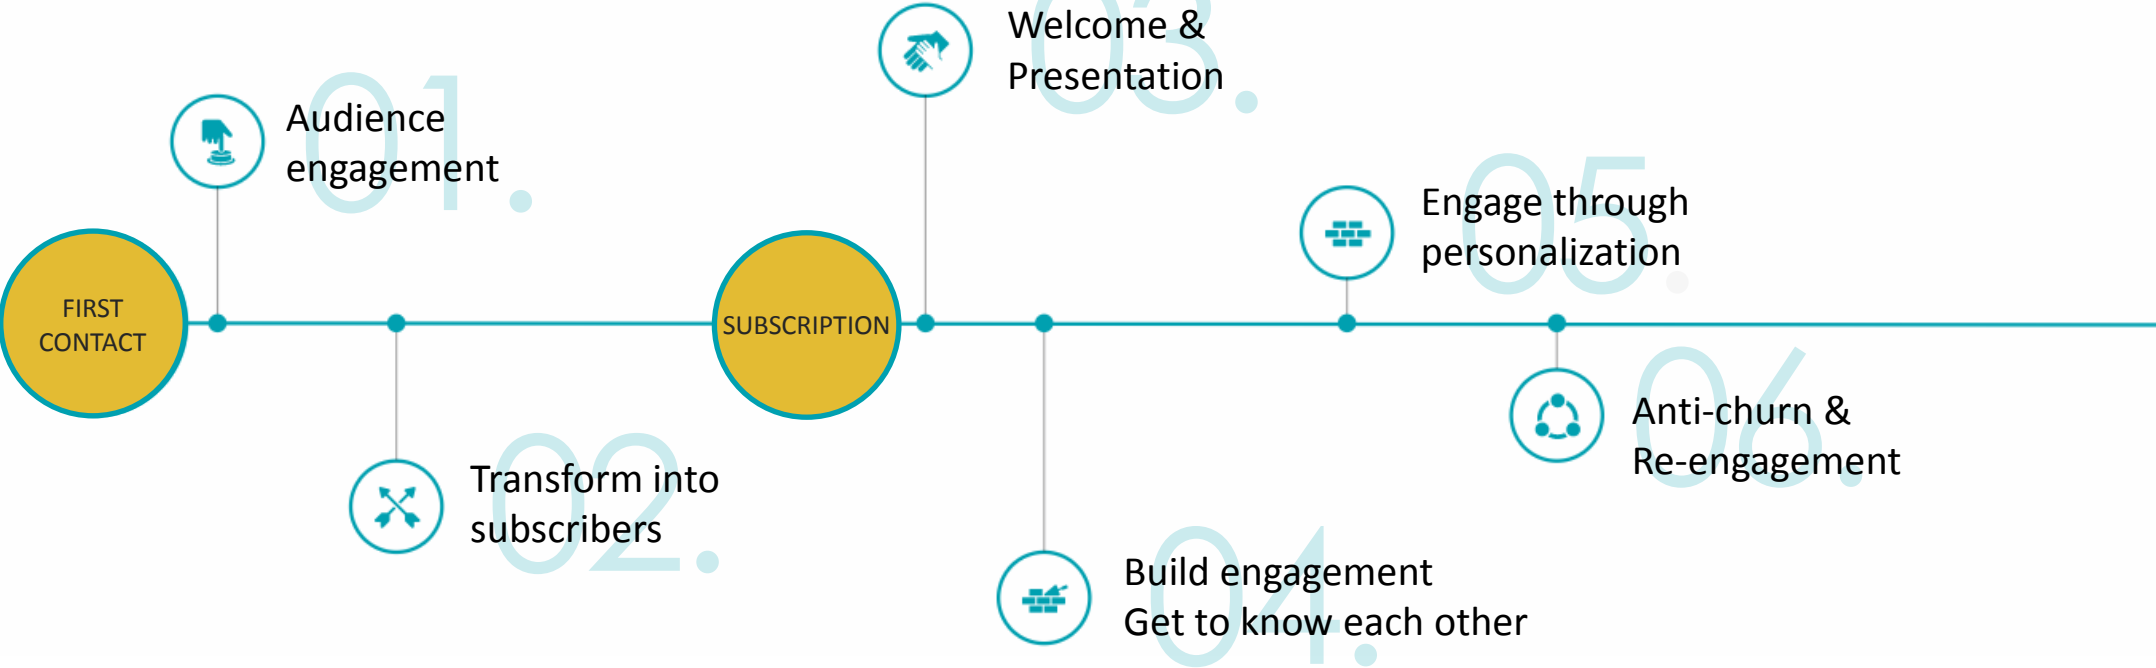 FIRST
CONTACT
01.
Audience
engagement
02.
Transform into
subscribers
SUBSCRIPTION
03.
Welcome &
Presentation
04.
Build engagement
Get to know each other
05.
Engage through
personalization
06.
Anti-churn &
Re-engagement